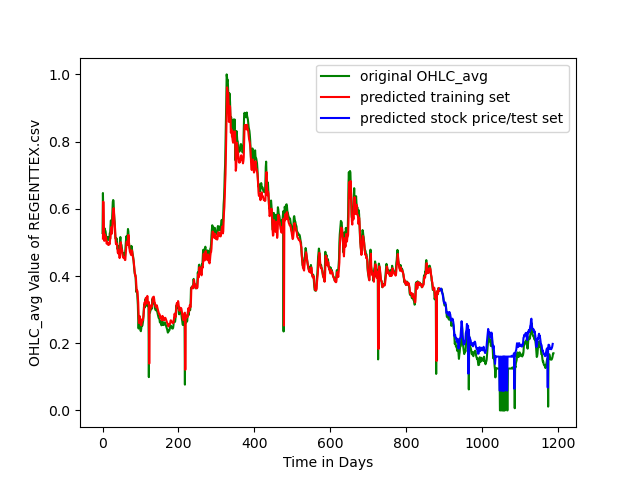 original OHLC_avg
predicted training set
predicted stock price/test set
OHLC_avg Value of REGENTTEX.csv
1.0
0.8
0.6
0.4
0.2
0.0
0 200 400 600 800 1000 1200
Time in Days